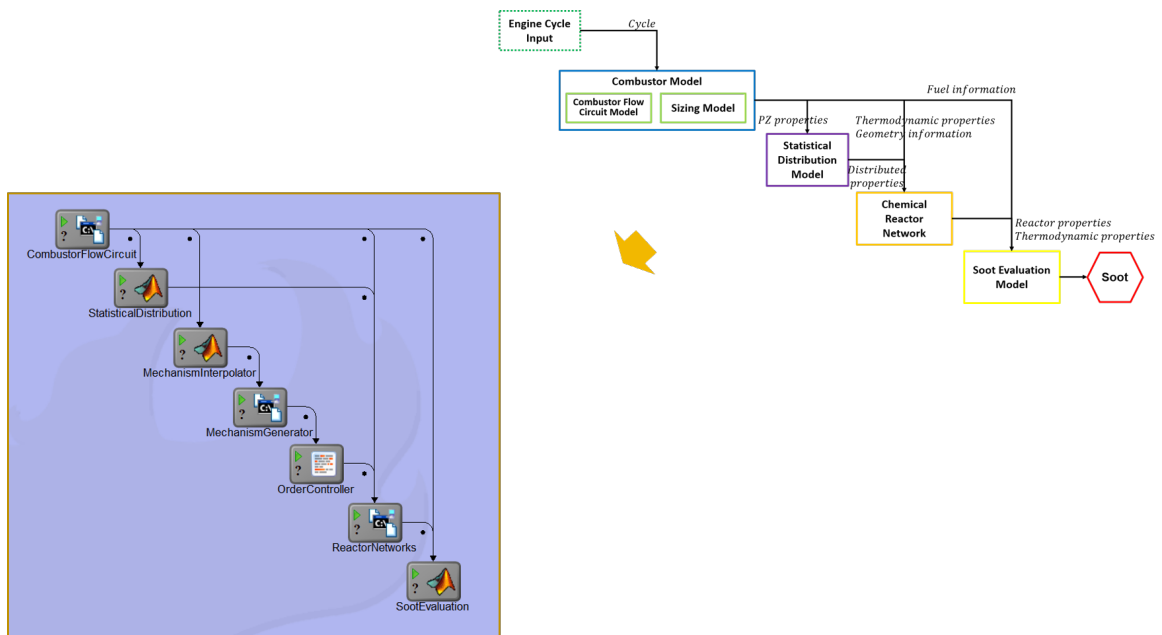 Engine Cycle
Input
Cycle
Combustor Model
Combustor Flow
Circuit Model
Sizing Model
Fuel information
PZ properties
Thermodynamic properties
Geometry information
Statistical
Distribution
Model
Distributed
properties
Chemical
Reactor
Network
Reactor properties
Thermodynamic properties
Soot Evaluation
Model
Soot
?
C:\
CombustorFlowCircuit
?
StatisticalDistribution
?
MechanismInterpolator
?
C:\
MechanismGenerator
?
OrderController
?
C:\
ReactorNetworks
?
SootEvaluation